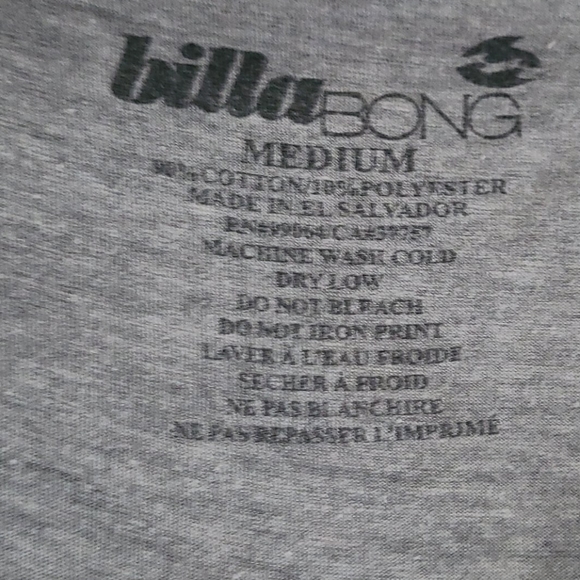 billaBONG
MEDIUM
90% COTTON/10% POLYESTER
MADE IN EL SALVADOR
MACHINE WASH COLD
DRY LOW
DO NOT BLEACH
DO NOT IRON PRINT
LAVER À L'EAU FROIDE
SÉCHER À FROID
NE PAS BLANCHIRE
NE PAS REPASSER L'IMPRIMÉ